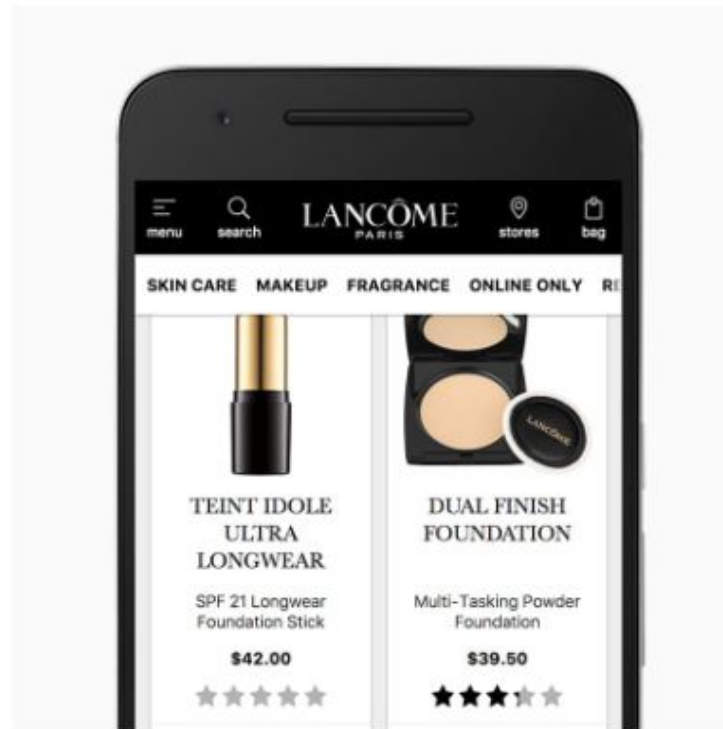 menu
search
LANCÔME
PARIS
stores
bag
SKIN CARE MAKEUP FRAGRANCE ONLINE ONLY
LANCÔME
TEINT IDOLE
ULTRA
LONGWEAR
SPF 21 Longwear
Foundation Stick
$42.00
DUAL FINISH
FOUNDATION
Multi-Tasking Powder
Foundation
$39.50